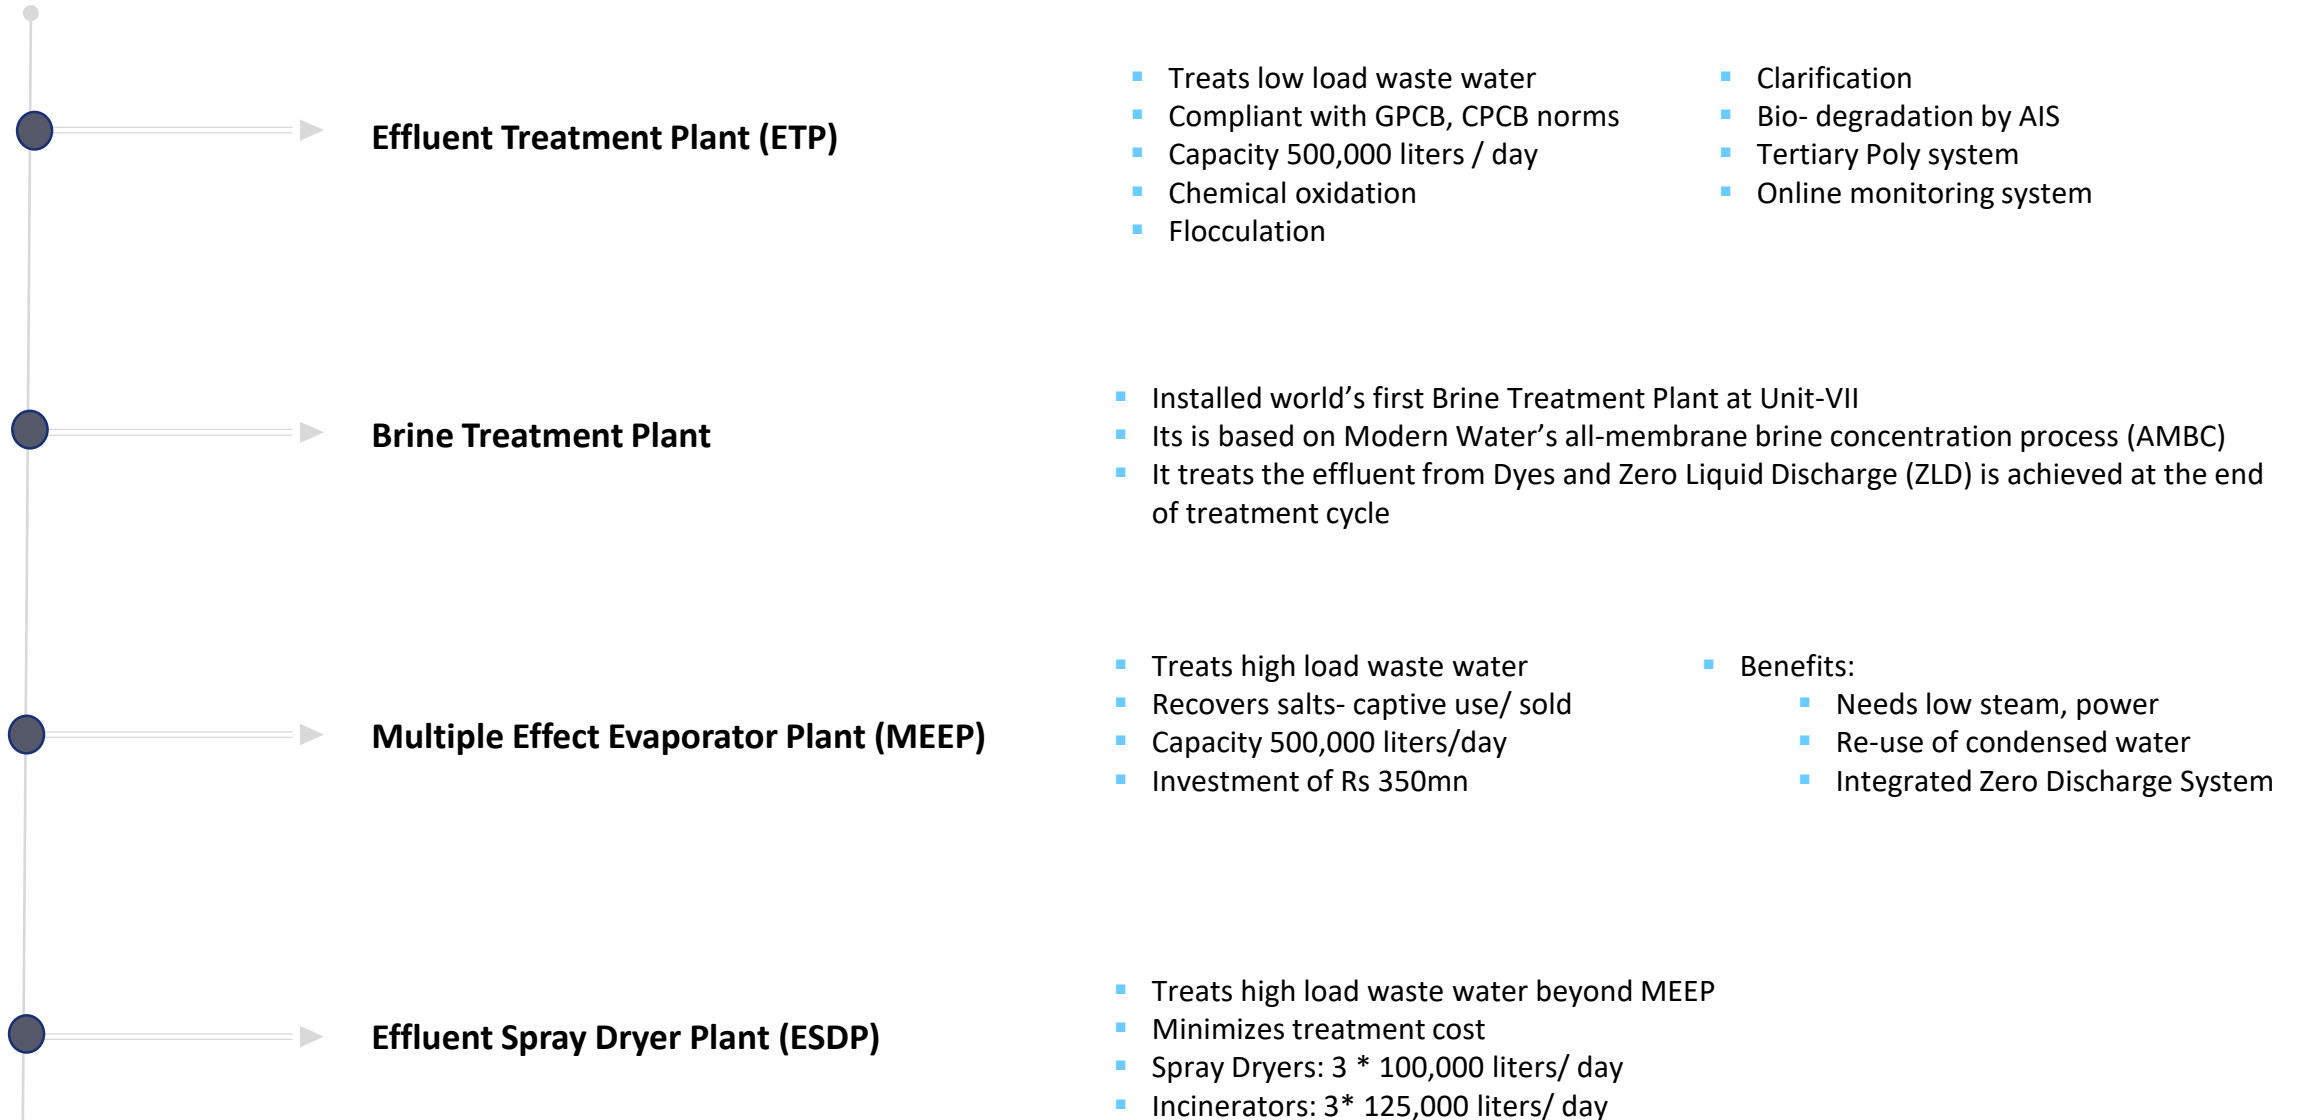 Effluent Treatment Plant (ETP)
Treats low load waste water
Compliant with GPCB, CPCB norms
Capacity 500,000 liters / day
Chemical oxidation
Flocculation
Clarification
Bio- degradation by AIS
Tertiary Poly system
Online monitoring system
Brine Treatment Plant
Installed world’s first Brine Treatment Plant at Unit-VII
Its is based on Modern Water’s all-membrane brine concentration process (AMBC)
It treats the effluent from Dyes and Zero Liquid Discharge (ZLD) is achieved at the end
of treatment cycle
Multiple Effect Evaporator Plant (MEEP)
Treats high load waste water
Recovers salts- captive use/ sold
Capacity 500,000 liters/day
Investment of Rs 350mn
Benefits:
Needs low steam, power
Re-use of condensed water
Integrated Zero Discharge System
Effluent Spray Dryer Plant (ESDP)
Treats high load waste water beyond MEEP
Minimizes treatment cost
Spray Dryers: 3 * 100,000 liters/ day
Incinerators: 3* 125,000 liters/ day